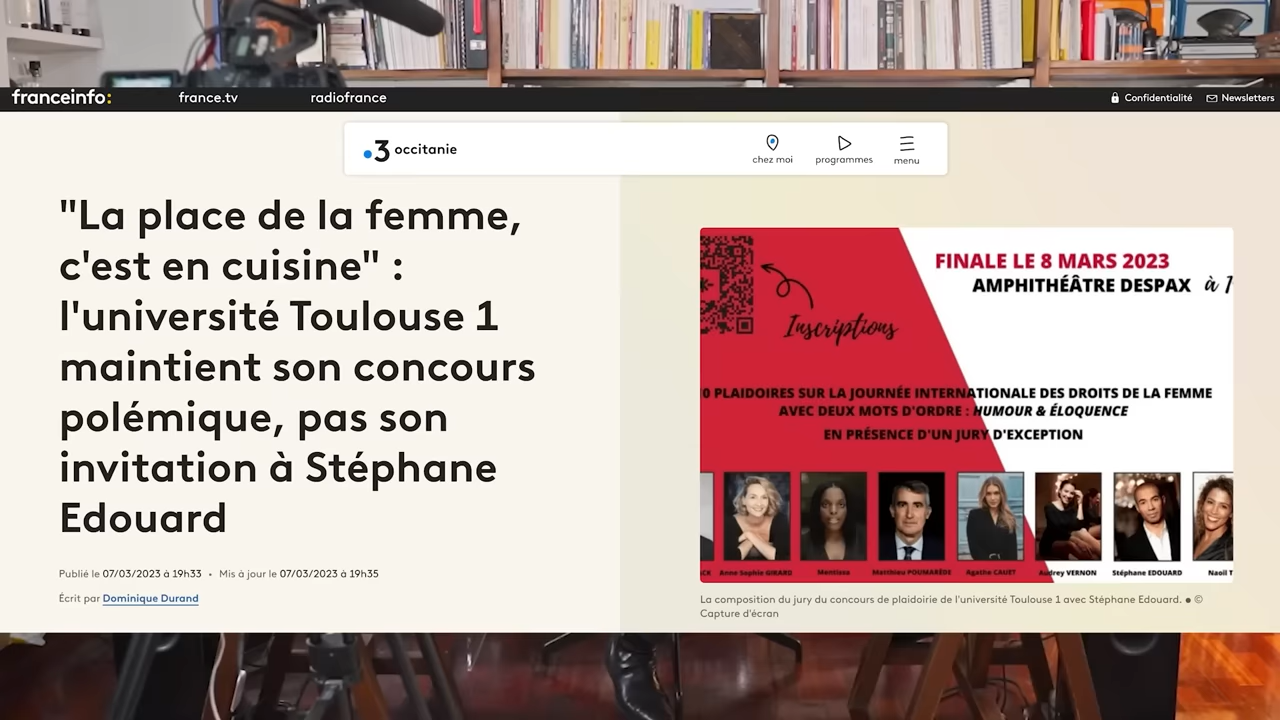 franceinfo:
france.tv
radiofrance
Confidentialité
Newsletters
3 occitanie
chez moi
programmes
menu
"La place de la femme,
c'est en cuisine" :
l'université Toulouse 1
maintient son concours
polémique, pas son
invitation à Stéphane
Edouard
Publié le 07/03/2023 à 19h33 • Mis à jour le 07/03/2023 à 19h35
Écrit par Dominique Durand
FINALE LE 8 MARS 2023
AMPHITHÉÂTRE DESPAX à 1
Inscriptions
0 PLAIDOIRES SUR LA JOURNÉE INTERNATIONALE DES DROITS DE LA FEMME
AVEC DEUX MOTS D'ORDRE : HUMOUR & ÉLOQUENCE
EN PRÉSENCE D'UN JURY D'EXCEPTION
Anne Sophie GIRARD
Mentissa
Matthieu POUMARÈDE
Agathe CAUET
Audrey VERNON
Stéphane EDOUARD
Naoil T
La composition du jury du concours de plaidoirie de l'université Toulouse 1 avec Stéphane Edouard. • ©
Capture d'écran